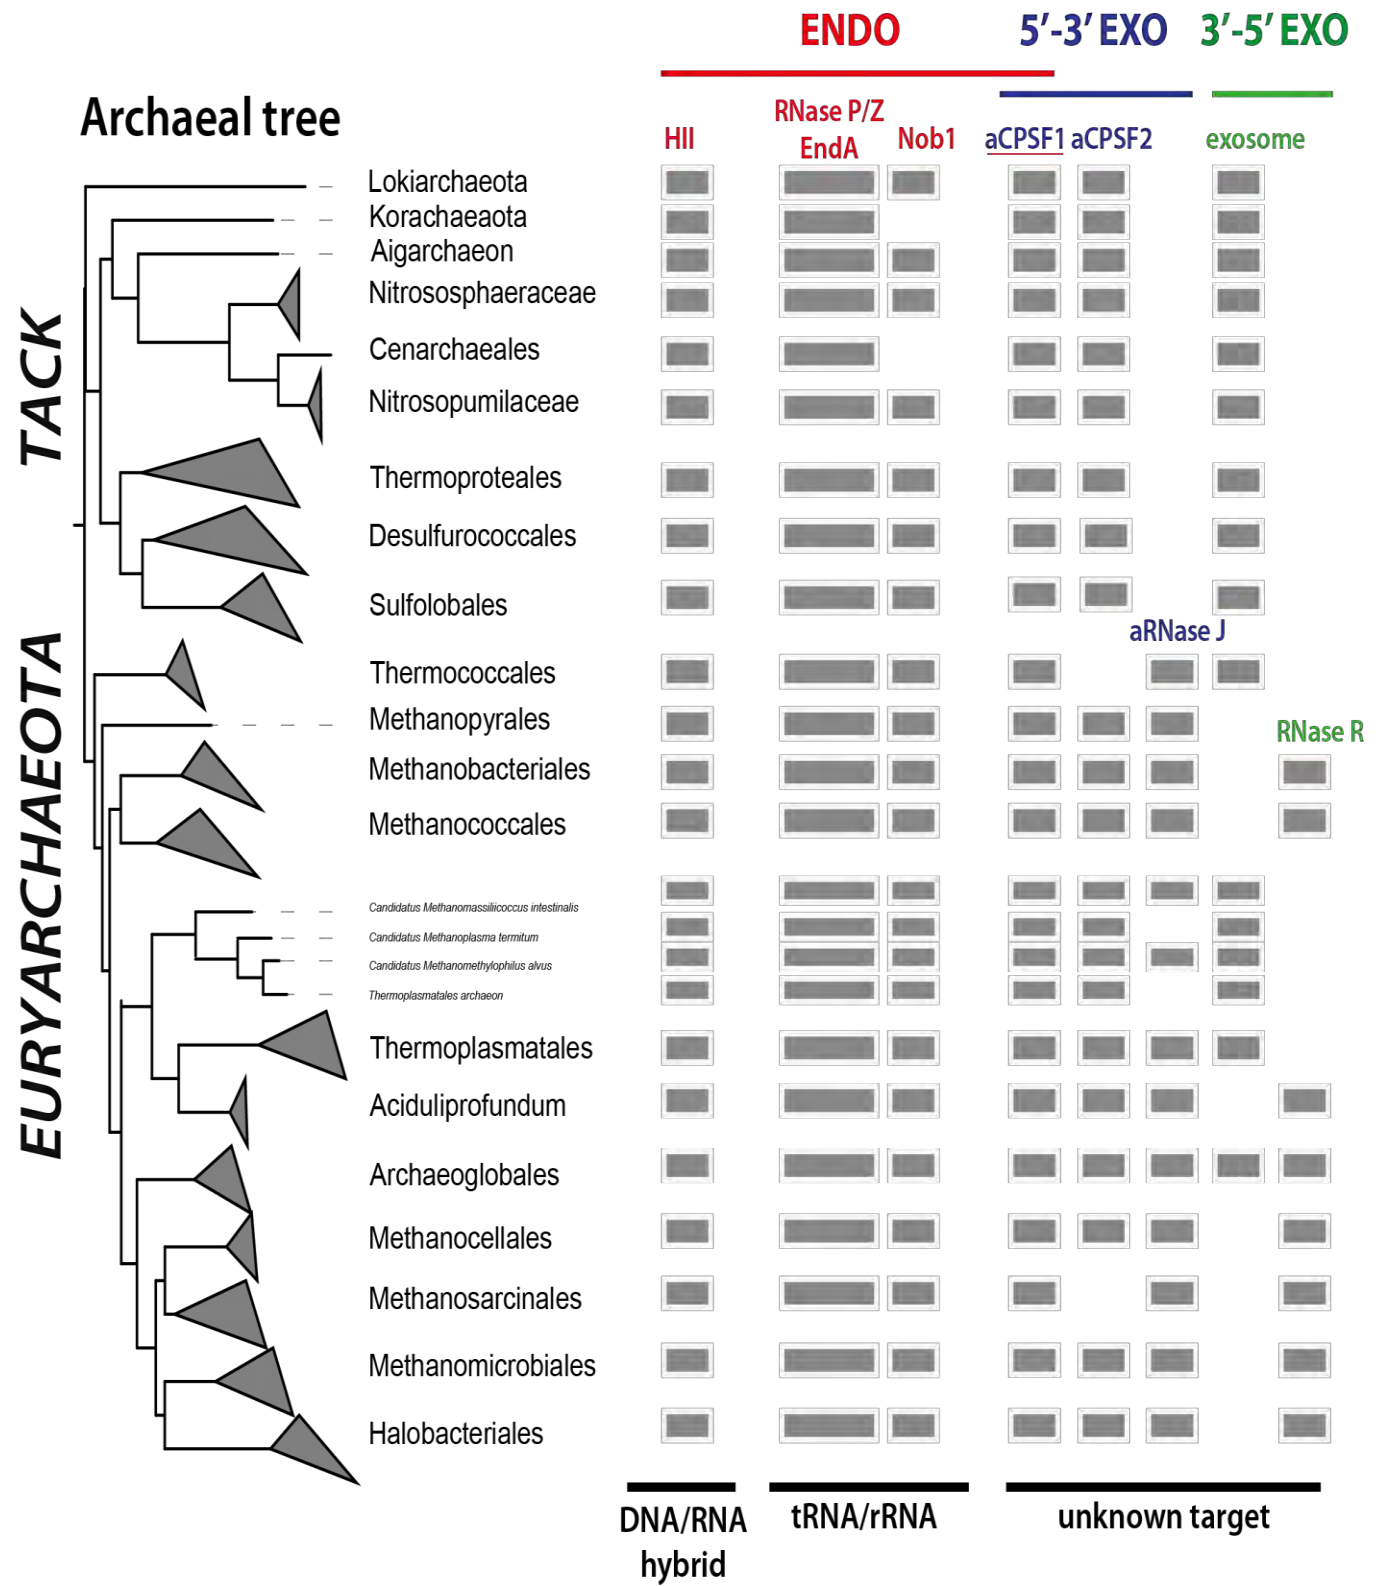 ENDO 5’-3’ EXO 3’-5’ EXO
Archaeal tree
RNase P/Z
HII EndA Nob1 aCPSF1 aCPSF2 exosome
TACK
EURYARCHAEOTA
Lokiarchaeota
Korachaeaota
Aigarchaeon
Nitrososphaeraceae
Cenarchaeales
Nitrosopumilaceae
Thermoproteales
Desulfurococcales
Sulfolobales
aRNase J
Thermococcales
Methanopyrales
RNase R
Methanobacteriales
Methanococcales
Candidatus Methanomassiliicoccus intestinalis
Candidatus Methanoplasma termitum
Candidatus Methanomethylophilus alvus
Thermoplasmatales archaeon
Thermoplasmatales
Aciduliprofundum
Archaeoglobales
Methanocellales
Methanosarcinales
Methanomicrobiales
Halobacteriales
DNA/RNA
hybrid
tRNA/rRNA
unknown target